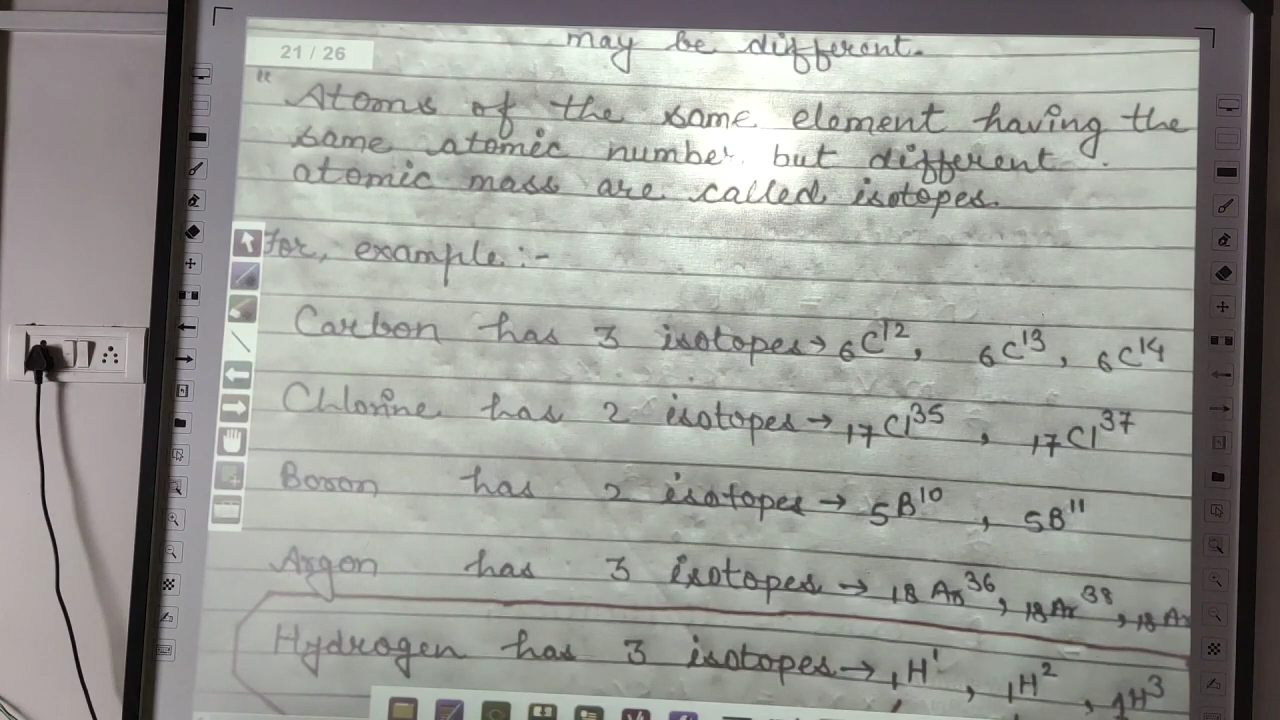 21 / 26
may be different.
" Atoms of the same element having the
same atomic number but different
atomic mass are called isotopes.
For, example:-
Carbon has 3 isotopes → ₆C¹², ₆C¹³, ₆C¹⁴
Chlorine has 2 isotopes → ₁₇Cl³⁵, ₁₇Cl³⁷
Boron has 2 isotopes → ₅B¹⁰, ₅B¹¹
Argon has 3 isotopes → ₁₈Ar³⁶, ₁₈Ar³⁸, ₁₈Ar
Hydrogen has 3 isotopes → ₁H¹, ₁H², ₁H³